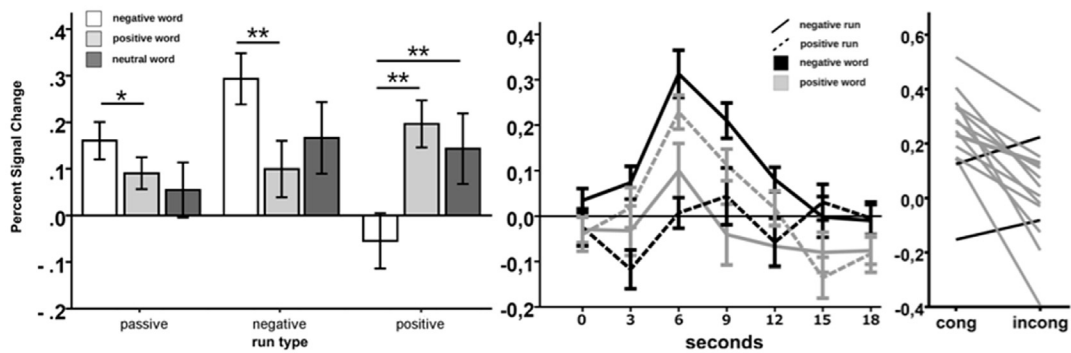 Percent Signal Change
.4
.3
.2
.1
.0
- .1
- .2
negative word
positive word
neutral word
*
**
**
**
passive negative positive
run type
0,4
0,3
0,2
0,1
0,0
-0,1
-0,2
negative run
positive run
negative word
positive word
0 3 6 9 12 15 18
seconds
0,6
0,4
0,2
0,0
-0,2
-0,4
cong incong